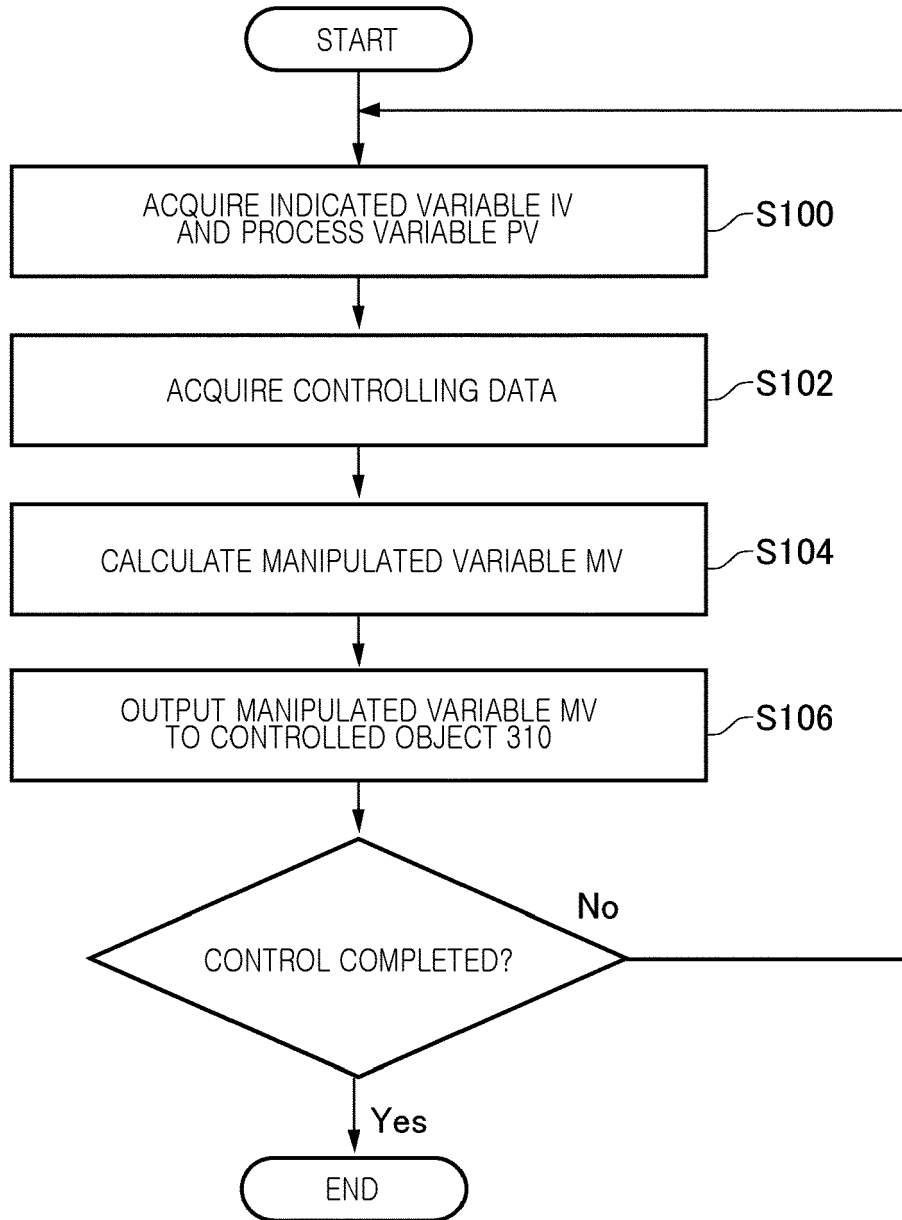 START
ACQUIRE INDICATED VARIABLE IV
AND PROCESS VARIABLE PV
S100
ACQUIRE CONTROLLING DATA
S102
CALCULATE MANIPULATED VARIABLE MV
S104
OUTPUT MANIPULATED VARIABLE MV
TO CONTROLLED OBJECT 310
S106
CONTROL COMPLETED?
No
Yes
END